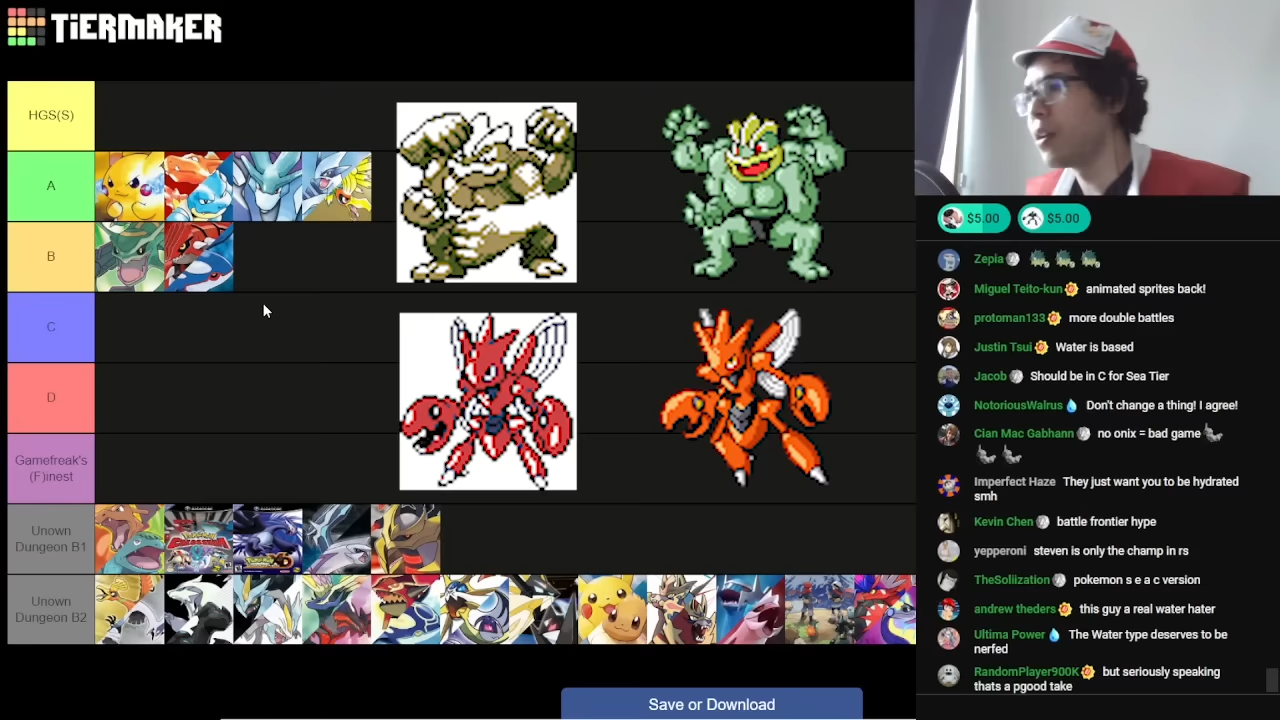 TiERMAKER
HGS(S)
A
B
C
D
Gamefreak's
(F)inest
Unown
Dungeon B1
Unown
Dungeon B2
Save or Download
$5.00 $5.00
Zepia
Miguel Teito-kun animated sprites back!
protoman133 more double battles
Justin Tsui Water is based
Jacob Should be in C for Sea Tier
NotoriousWalrus Don't change a thing! I agree!
Cian Mac Gabhann no onix = bad game
Imperfect Haze They just want you to be hydrated
smh
Kevin Chen battle frontier hype
yepperoni steven is only the champ in rs
TheSoliization pokemon s e a c version
andrew theders this guy a real water hater
Ultima Power The Water type deserves to be
nerfed
RandomPlayer900K but seriously speaking
thats a pgood take